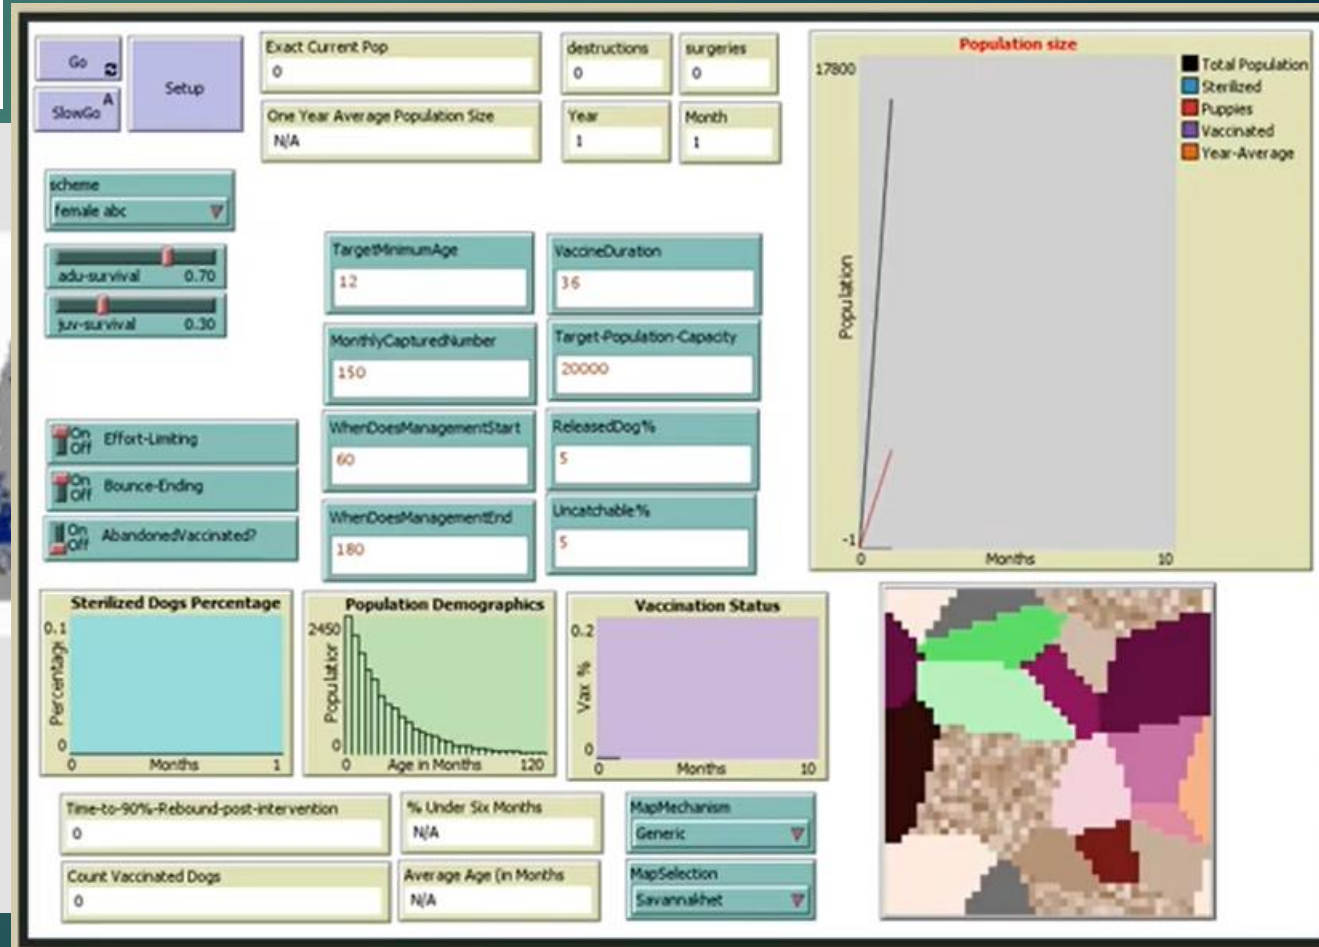 Go
Setup
SlowGo
A
Exact Current Pop
0
One Year Average Population Size
N/A
destructions
0
surgeries
0
Year
1
Month
1
scheme
female abc
adu-survival 0.70
juv-survival 0.30
On
Off
Effort-Limiting
On
Off
Bounce-Ending
On
Off
AbandonedVaccinated?
TargetMinimumAge
12
MonthlyCapturedNumber
150
WhenDoesManagementStart
60
WhenDoesManagementEnd
180
VaccineDuration
36
Target-Population-Capacity
20000
ReleasedDog%
5
Uncatchable%
5
Population size
17800
Population
-1
0
Months
10
Total Population
Sterilized
Puppies
Vaccinated
Year-Average
Sterilized Dogs Percentage
0.1
Percentage
0
0
Months
1
Population Demographics
2450
Population
0
0
Age in Months
120
Vaccination Status
0.2
Vax %
0
0
Months
10
Time-to-90%-Rebound-post-intervention
0
Count Vaccinated Dogs
0
% Under Six Months
N/A
Average Age (in Months
N/A
MapMechanism
Generic
MapSelection
Savannakhet